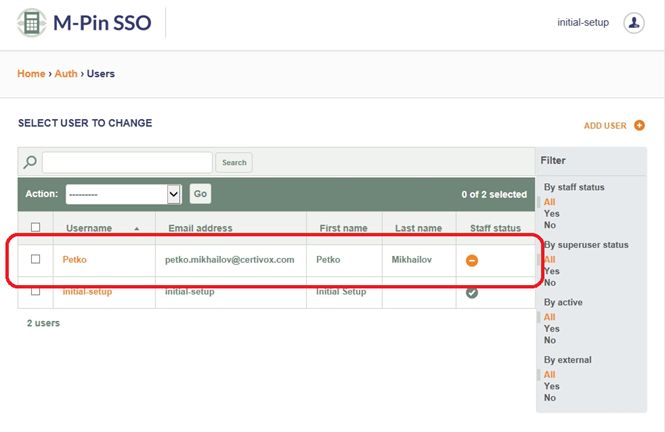 M-Pin SSO
initial-setup
Home › Auth › Users
SELECT USER TO CHANGE
ADD USER
Search
Action: --------- Go 0 of 2 selected
Username Email address First name Last name Staff status
Petko petko.mikhailov@certivox.com Petko Mikhailov
initial-setup initial-setup Initial Setup
2 users
Filter
By staff status
All
Yes
No
By superuser status
All
Yes
No
By active
All
Yes
No
By external
All
Yes
No